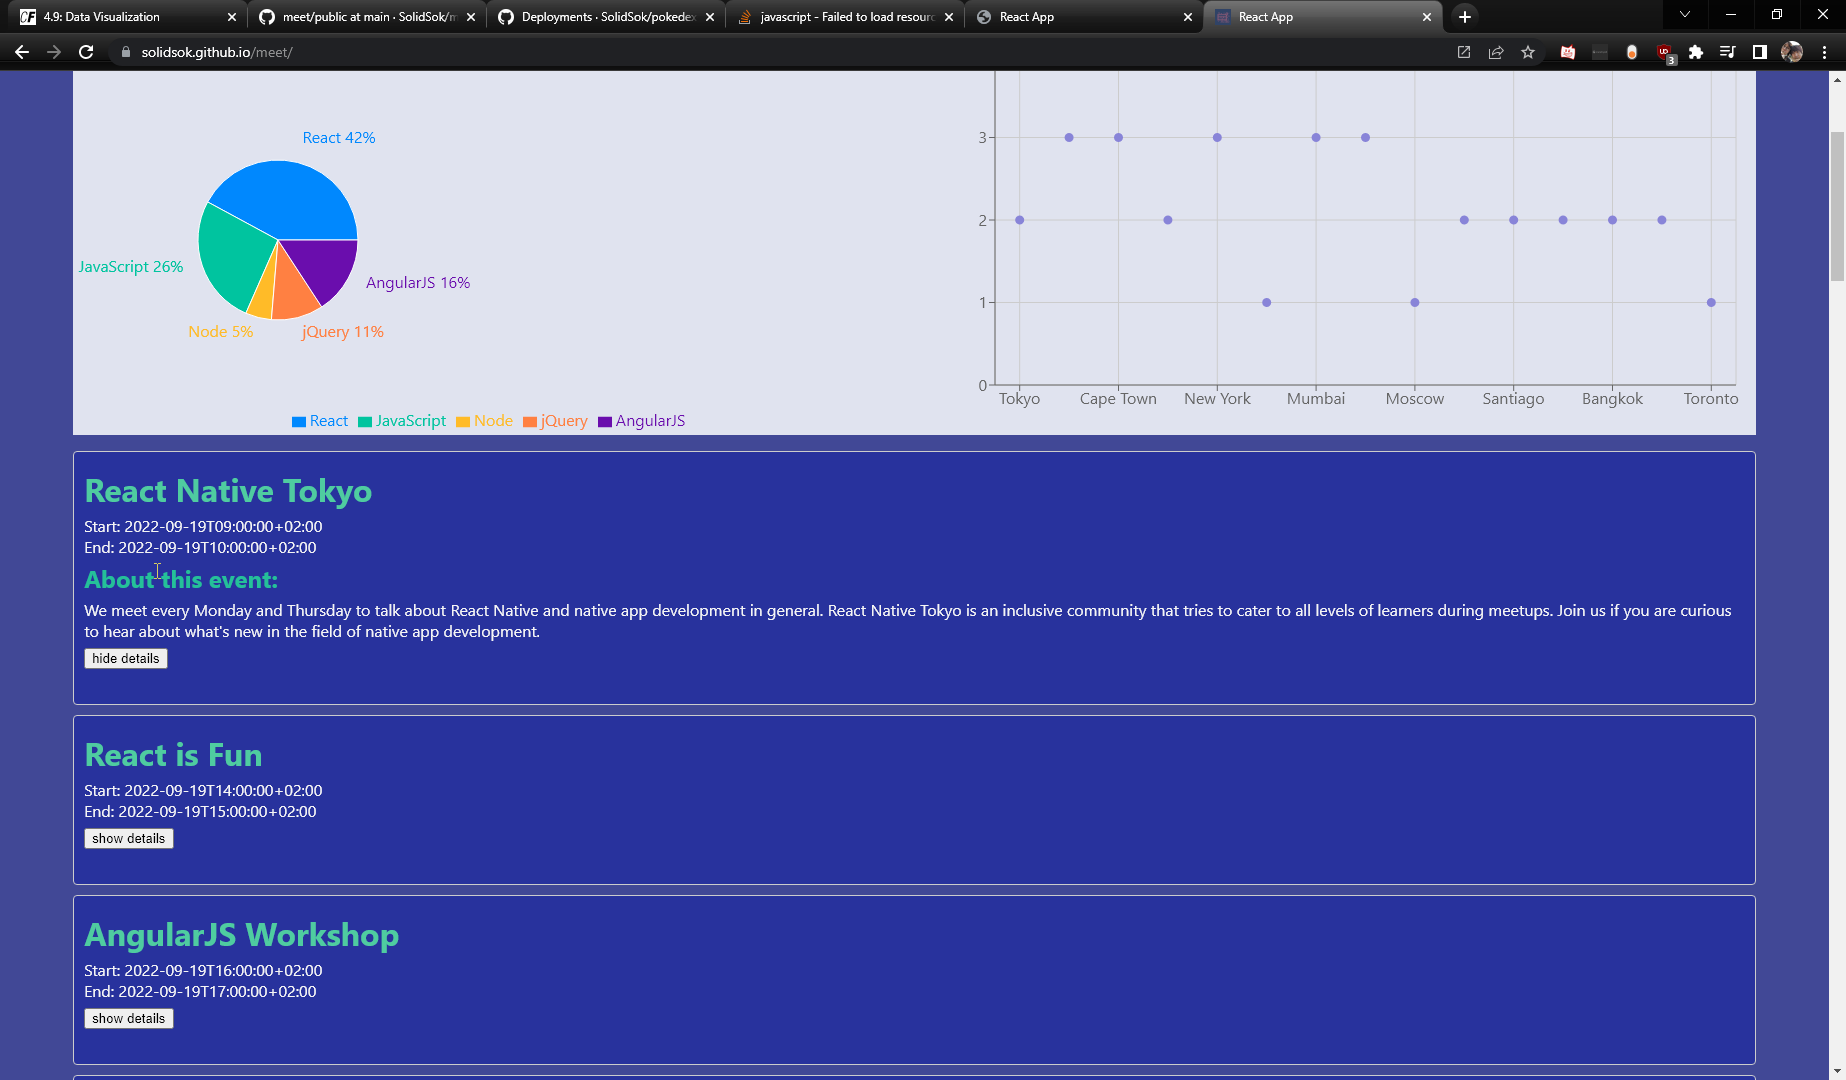 4.9: Data Visualization
meet/public at main · SolidSok/m
Deployments · SolidSok/pokedex
javascript - Failed to load resourc
React App
React App
solidsok.github.io/meet/
3
React 42%
JavaScript 26%
AngularJS 16%
Node 5%
jQuery 11%
React
JavaScript
Node
jQuery
AngularJS
3
2
1
0
Tokyo
Cape Town
New York
Mumbai
Moscow
Santiago
Bangkok
Toronto
React Native Tokyo
Start: 2022-09-19T09:00:00+02:00
End: 2022-09-19T10:00:00+02:00
About this event:
We meet every Monday and Thursday to talk about React Native and native app development in general. React Native Tokyo is an inclusive community that tries to cater to all levels of learners during meetups. Join us if you are curious
to hear about what's new in the field of native app development.
hide details
React is Fun
Start: 2022-09-19T14:00:00+02:00
End: 2022-09-19T15:00:00+02:00
show details
AngularJS Workshop
Start: 2022-09-19T16:00:00+02:00
End: 2022-09-19T17:00:00+02:00
show details